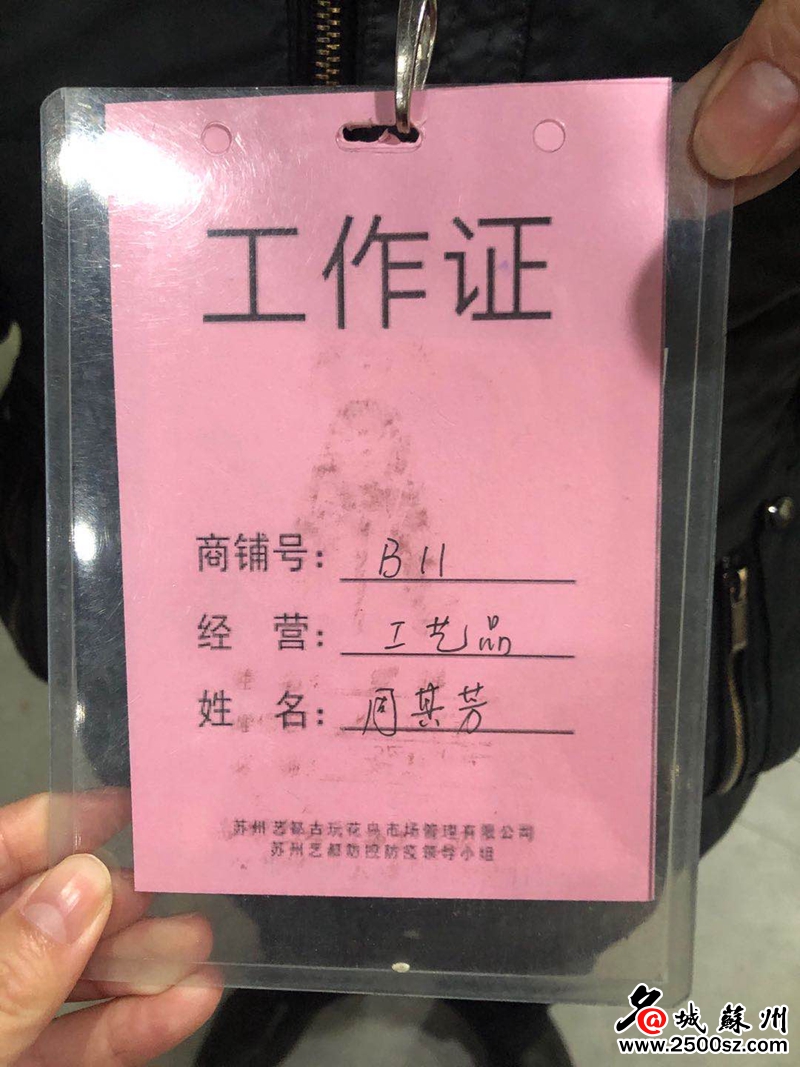 工作证
商铺号： B11
经 营： 工艺品
姓 名： 周其芳
苏州艺都古玩花鸟市场管理有限公司
苏州艺都防控防疫领导小组
名@城蘇州
www.2500sz.com